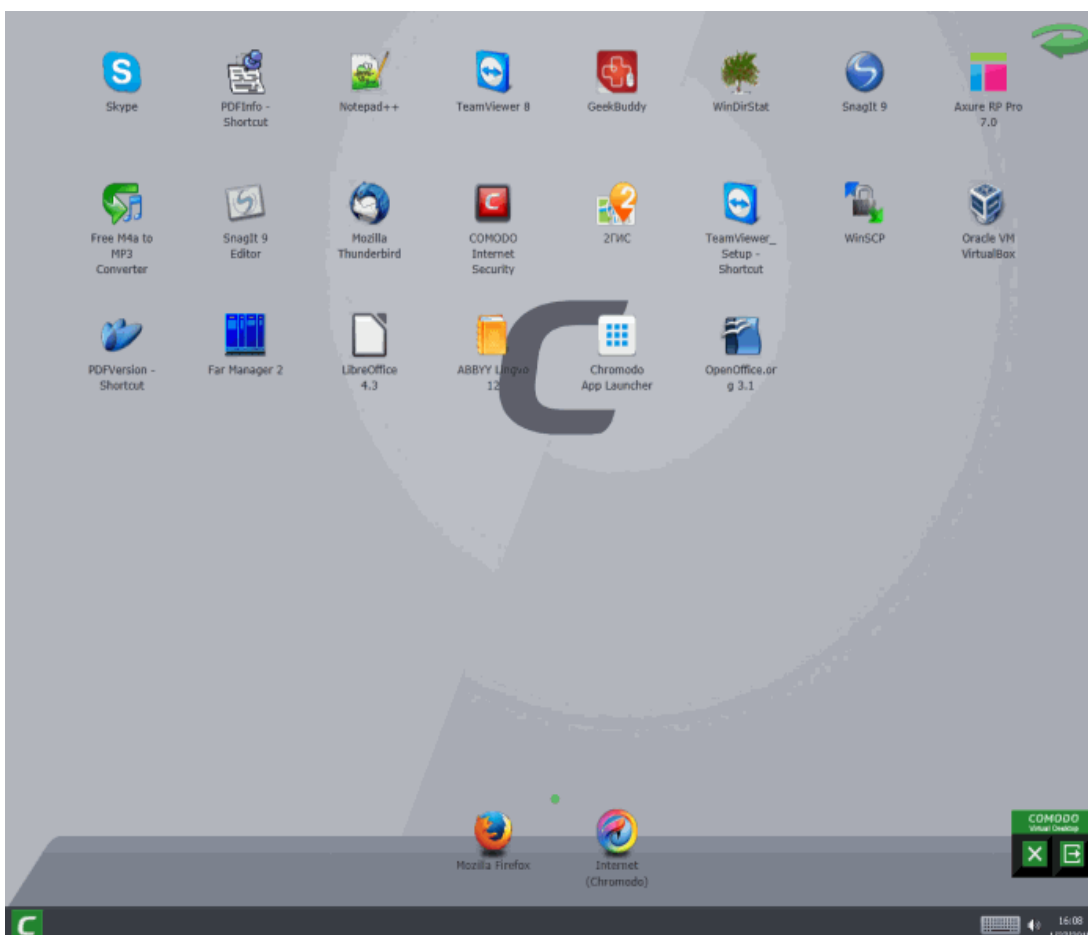 Skype
PDFInfo -
Shortcut
Notepad++
TeamViewer 8
GeekBuddy
WinDirStat
SnagIt 9
Axure RP Pro
7.0
Free M4a to
MP3
Converter
SnagIt 9
Editor
Mozilla
Thunderbird
COMODO
Internet
Security
2ГИС
TeamViewer_
Setup -
Shortcut
WinSCP
Oracle VM
VirtualBox
PDFVersion -
Shortcut
Far Manager 2
LibreOffice
4.3
ABBYY Lingvo
12
Chromodo
App Launcher
OpenOffice.or
g 3.1
Mozilla Firefox
Internet
(Chromodo)
COMODO
Virtual Desktop
16:08